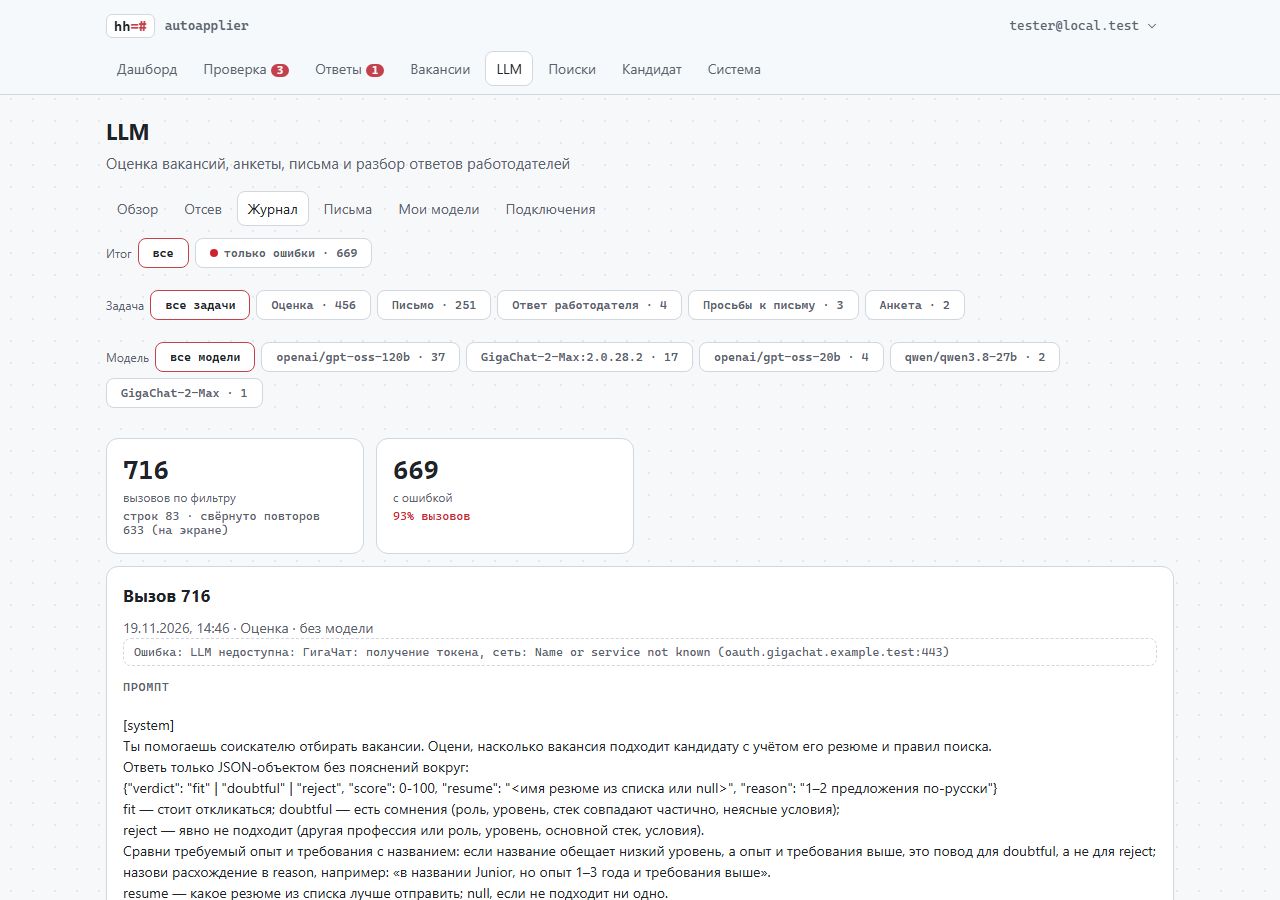 hh=# autoapplier
tester@local.test
Дашборд Проверка 3 Ответы 1 Вакансии LLM Поиски Кандидат Система
LLM
Оценка вакансий, анкеты, письма и разбор ответов работодателей
Обзор Отсев Журнал Письма Мои модели Подключения
Итог все только ошибки · 669
Задача все задачи Оценка · 456 Письмо · 251 Ответ работодателя · 4 Просьбы к письму · 3 Анкета · 2
Модель все модели openai/gpt-oss-120b · 37 GigaChat-2-Max:2.0.28.2 · 17 openai/gpt-oss-20b · 4 qwen/qwen3.8-27b · 2
GigaChat-2-Max · 1
716
вызовов по фильтру
строк 83 · свёрнуто повторов
633 (на экране)
669
с ошибкой
93% вызовов
Вызов 716
19.11.2026, 14:46 · Оценка · без модели
Ошибка: LLM недоступна: ГигаЧат: получение токена, сеть: Name or service not known (oauth.gigachat.example.test:443)
ПРОМПТ
[system]
Ты помогаешь соискателю отбирать вакансии. Оцени, насколько вакансия подходит кандидату с учётом его резюме и правил поиска.
Ответь только JSON-объектом без пояснений вокруг:
{"verdict": "fit" | "doubtful" | "reject", "score": 0-100, "resume": "<имя резюме из списка или null>", "reason": "1–2 предложения по-русски"}
fit — стоит откликаться; doubtful — есть сомнения (роль, уровень, стек совпадают частично, неясные условия);
reject — явно не подходит (другая профессия или роль, уровень, основной стек, условия).
Сравни требуемый опыт и требования с названием: если название обещает низкий уровень, а опыт и требования выше, это повод для doubtful, а не для reject;
назови расхождение в reason, например: «в названии Junior, но опыт 1–3 года и требования выше».
resume — какое резюме из списка лучше отправить; null, если не подходит ни одно.